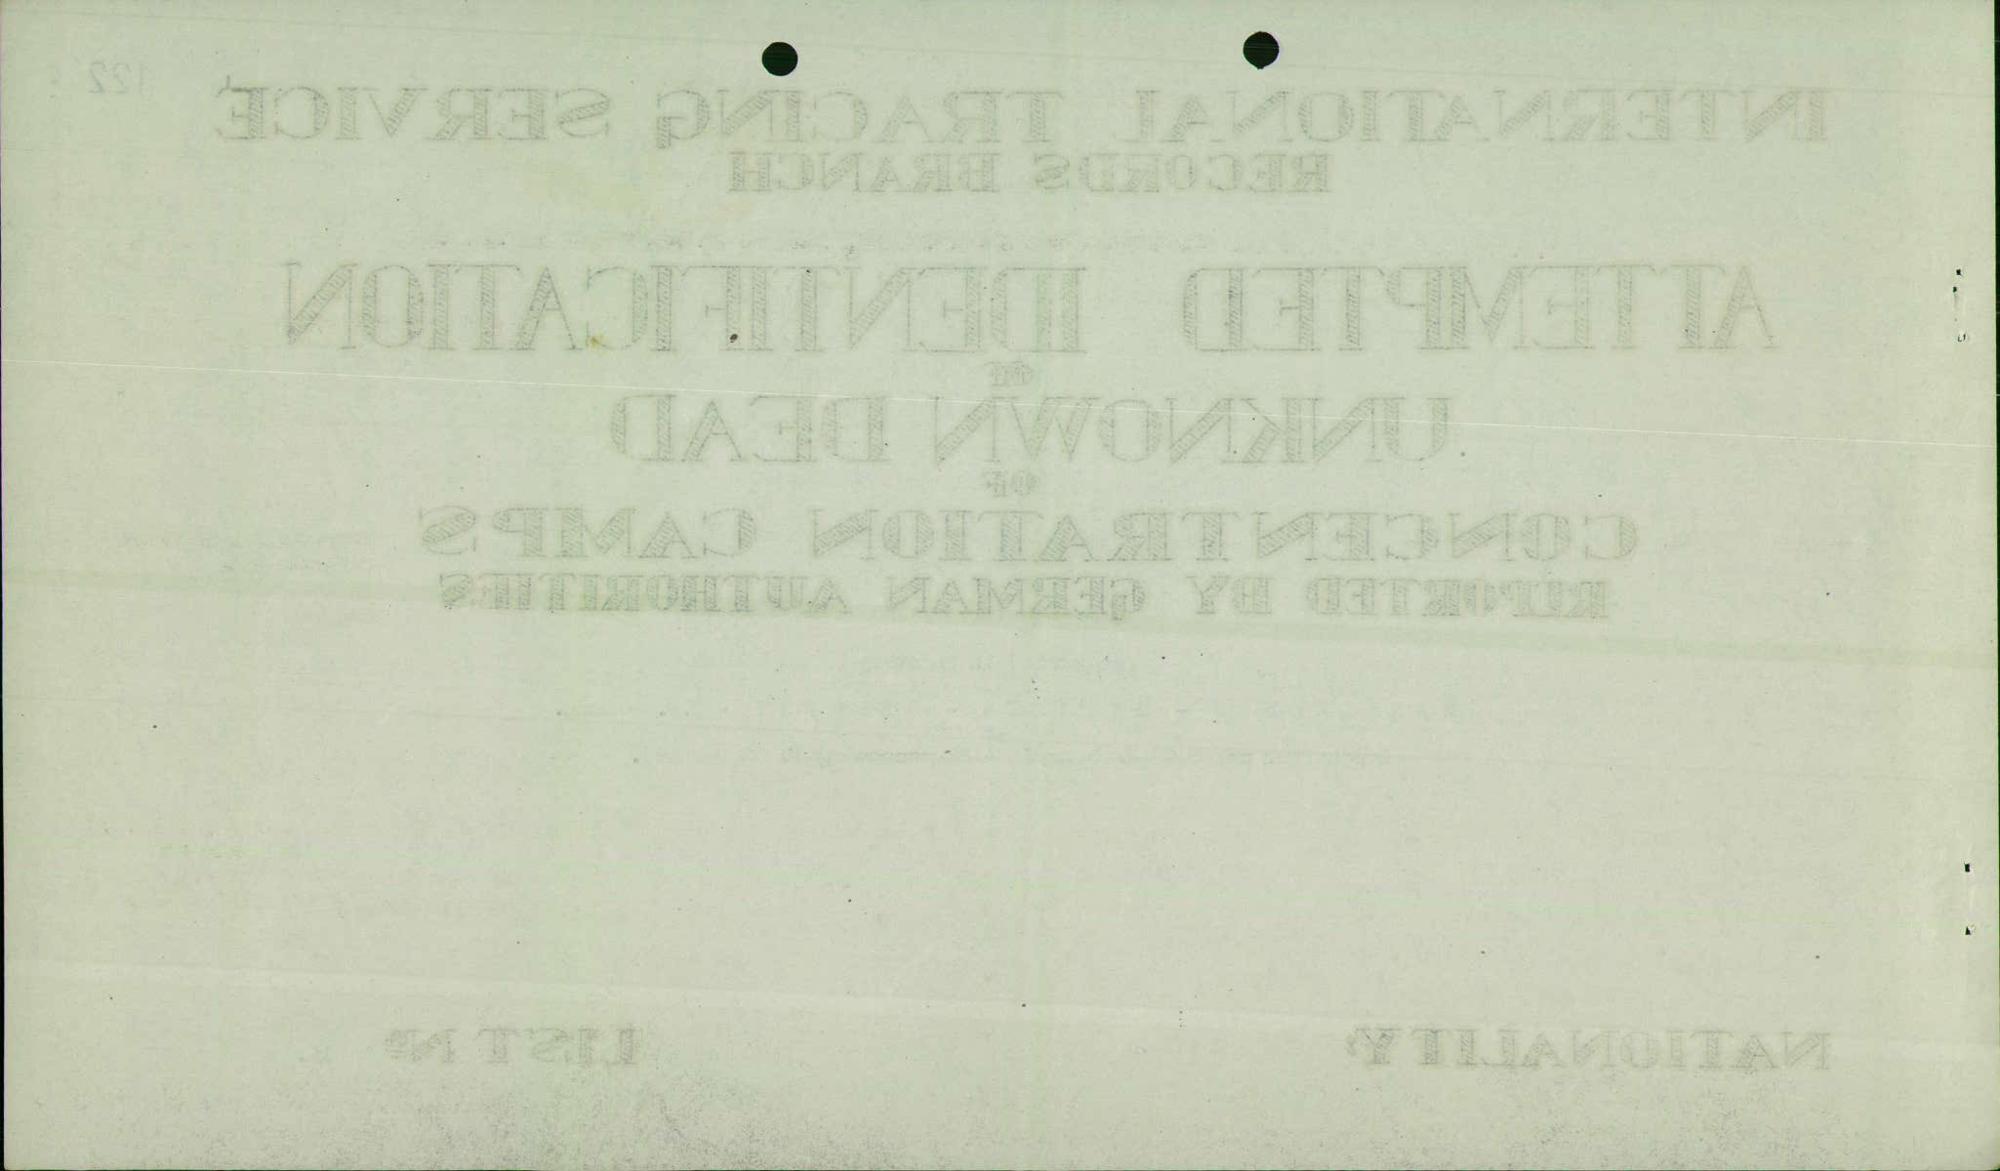 122
INTERNATIONAL TRACING SERVICE
RECORDS BRANCH
ATTEMPTED IDENTIFICATION
OF
UNKNOWN DEAD
OF
CONCENTRATION CAMPS
REPORTED BY GERMAN AUTHORITIES
NATIONALITY: LIST Nº